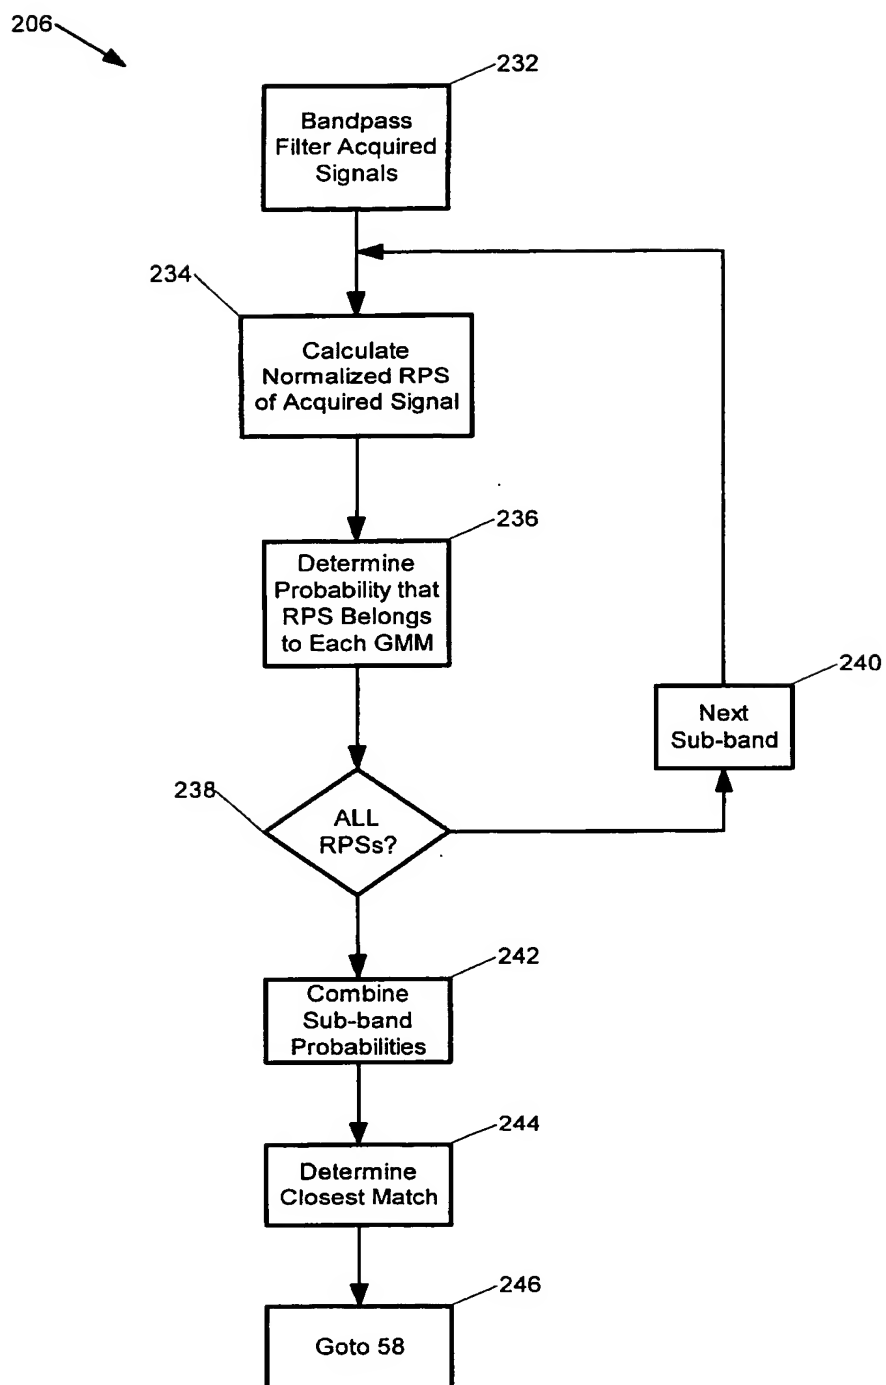 206
232
Bandpass
Filter Acquired
Signals
234
Calculate
Normalized RPS
of Acquired Signal
236
Determine
Probability that
RPS Belongs
to Each GMM
240
Next
Sub-band
238
ALL
RPSs?
242
Combine
Sub-band
Probabilities
244
Determine
Closest Match
246
Goto 58